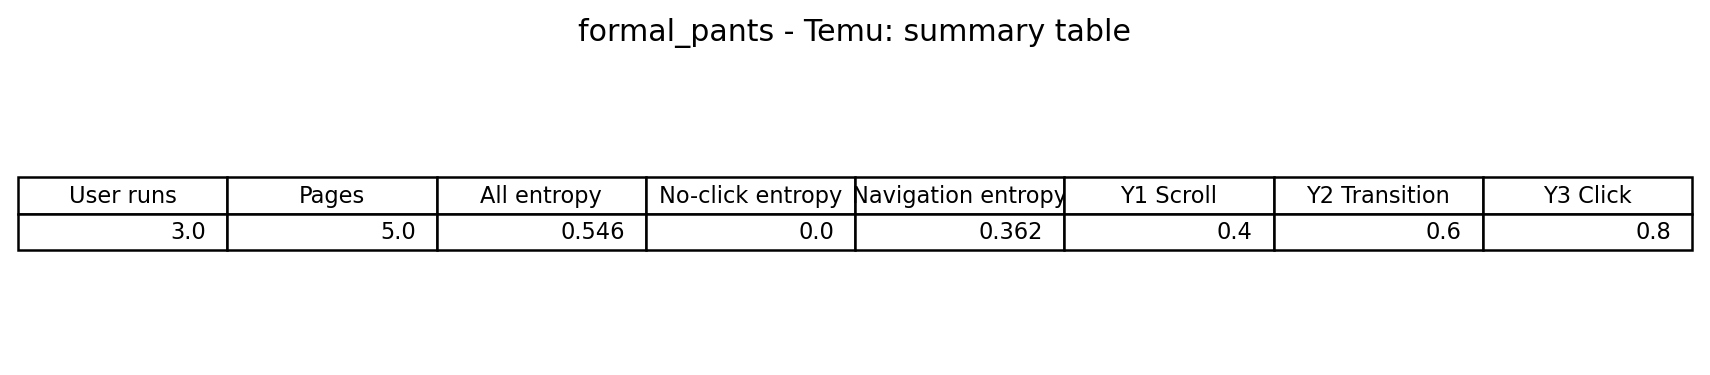 formal_pants - Temu: summary table
User runs Pages All entropy No-click entropy Navigation entropy Y1 Scroll Y2 Transition Y3 Click
3.0 5.0 0.546 0.0 0.362 0.4 0.6 0.8